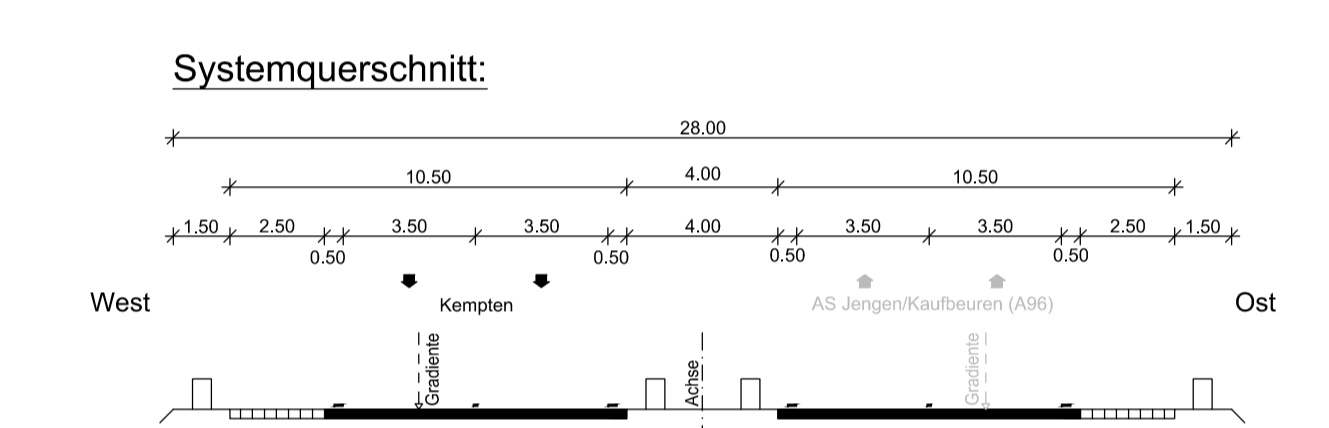 Systemquerschnitt:
28.00
10.50 4.00 10.50
1.50 2.50 3.50 3.50 4.00 3.50 3.50 2.50 1.50
0.50 0.50 0.50 0.50
West Kempten AS Jengen/Kaufbeuren (A96) Ost
Gradiente Achse Gradiente